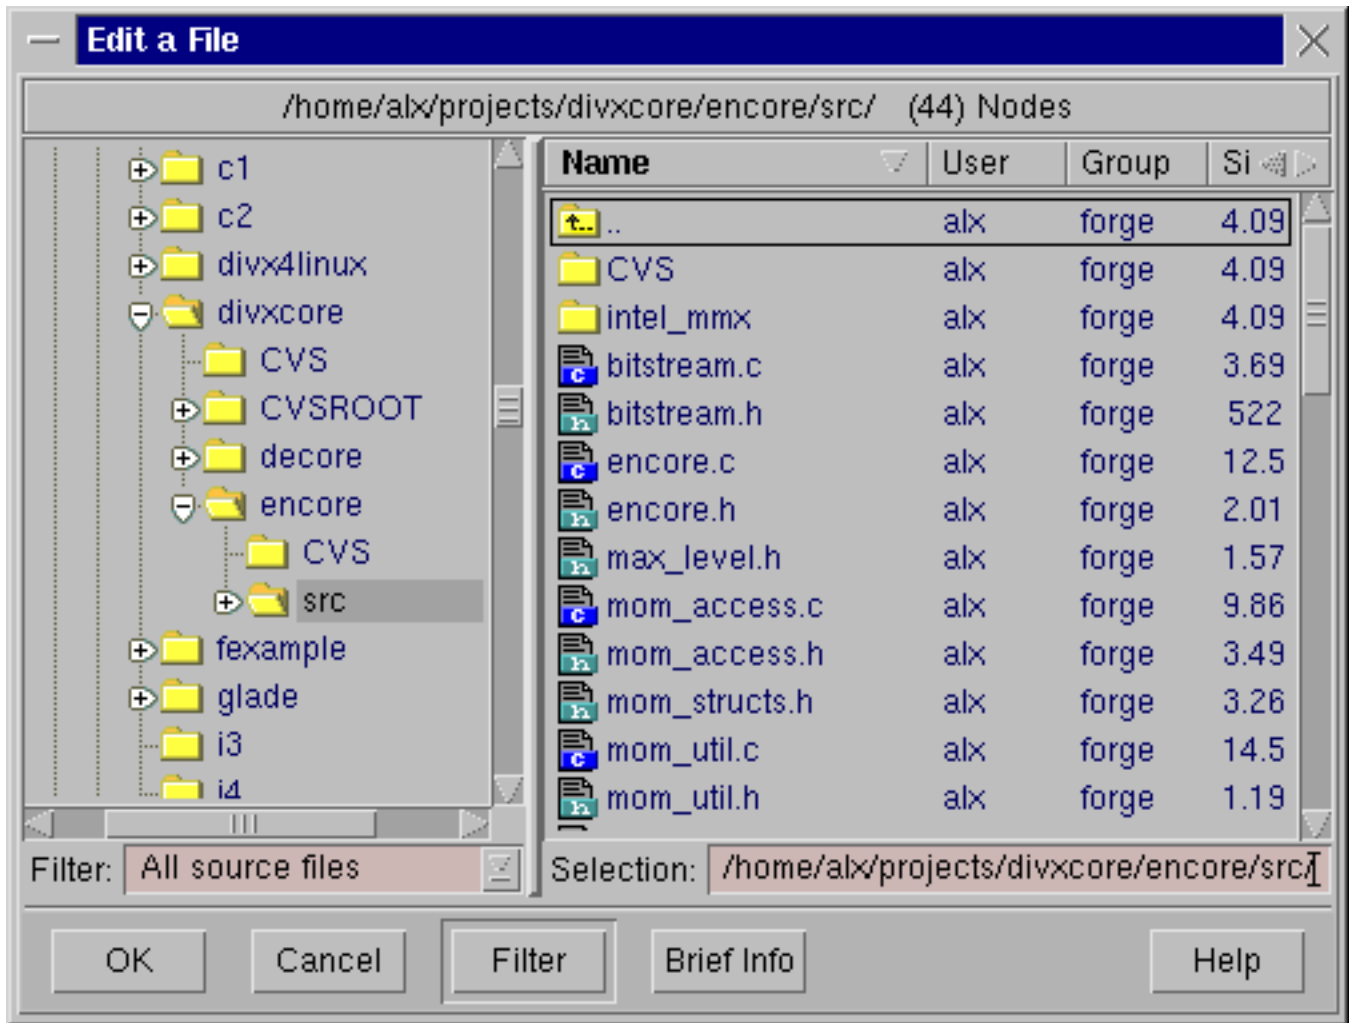 Edit a File
/home/alx/projects/divxcore/encore/src/ (44) Nodes
c1
c2
divx4linux
divxcore
CVS
CVSROOT
decore
encore
CVS
src
fexample
glade
i3
i4
Name User Group Si
.. alx forge 4.09
CVS alx forge 4.09
intel_mmx alx forge 4.09
bitstream.c alx forge 3.69
bitstream.h alx forge 522
encore.c alx forge 12.5
encore.h alx forge 2.01
max_level.h alx forge 1.57
mom_access.c alx forge 9.86
mom_access.h alx forge 3.49
mom_structs.h alx forge 3.26
mom_util.c alx forge 14.5
mom_util.h alx forge 1.19
Filter: All source files
Selection: /home/alx/projects/divxcore/encore/src/
OK Cancel Filter Brief Info Help